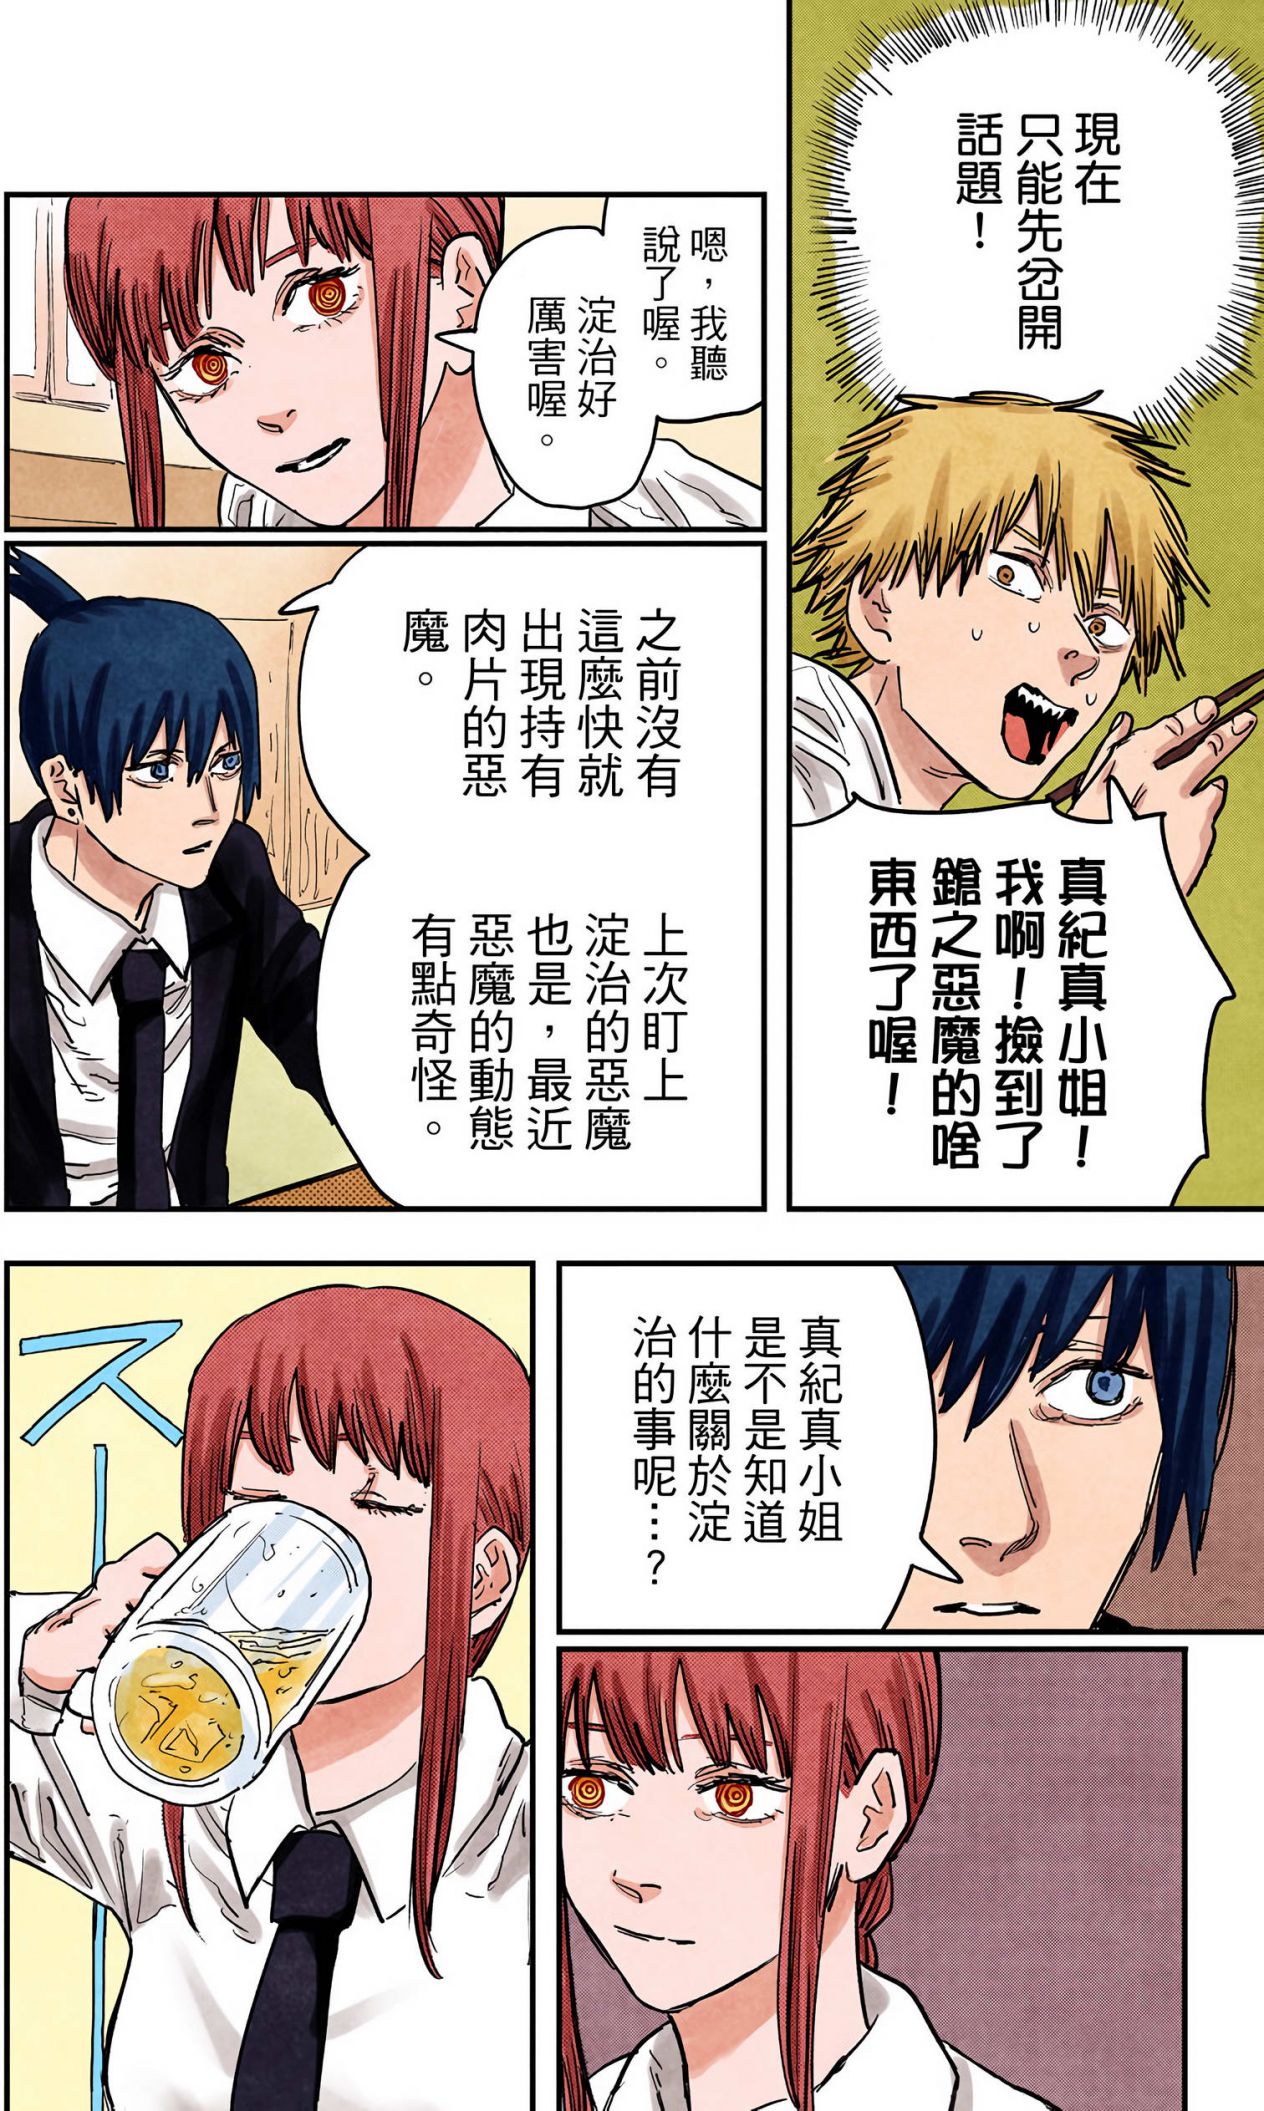 現在
只能先岔開
話題！
真紀真小姐！
我啊！撿到了
鎗之惡魔的啥
東西了喔！
嗯，我聽
說了喔。
淀治好
厲害喔。
之前沒有
這麼快就
出現持有
肉片的惡
魔。
上次盯上
淀治的惡魔
也是，最近
惡魔的動態
有點奇怪。
真紀真小姐
是不是知道
什麼關於淀
治的事呢…？
スー